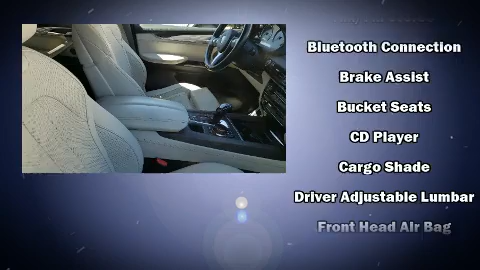 Bluetooth Connection
Brake Assist
Bucket Seats
CD Player
Cargo Shade
Driver Adjustable Lumbar
Front Head Air Bag